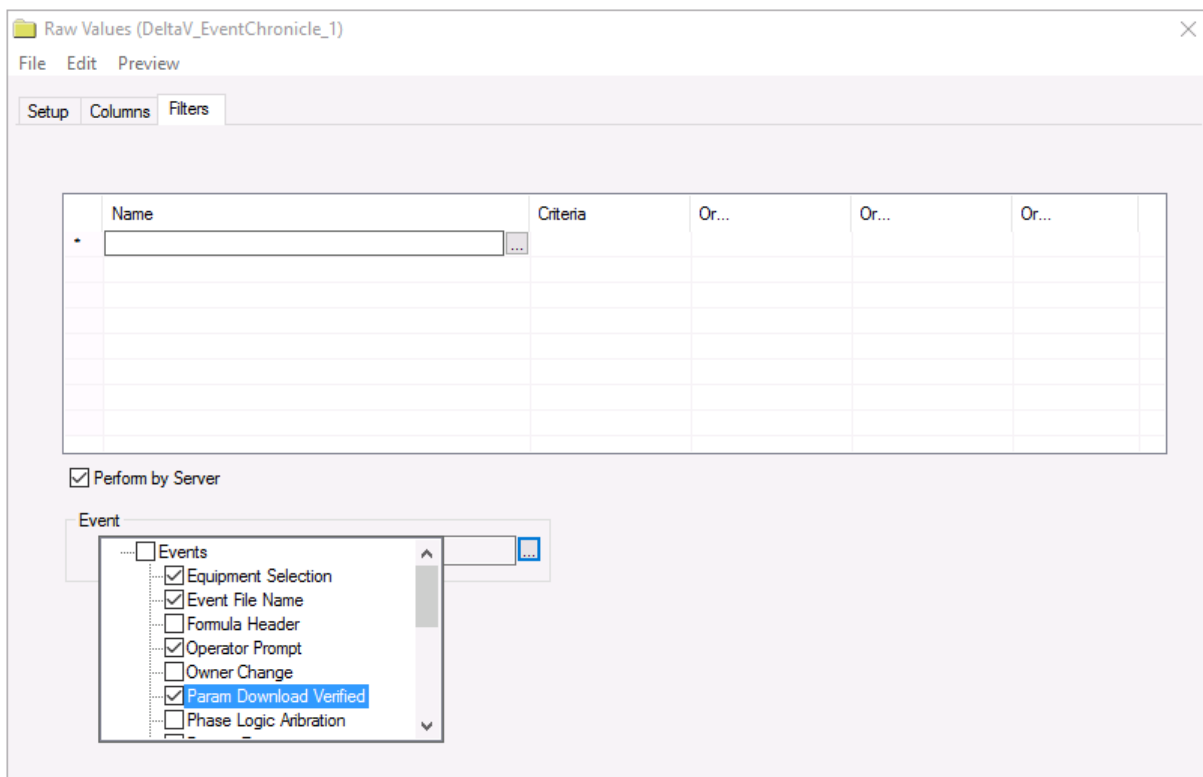 Raw Values (DeltaV_EventChronicle_1)
File Edit Preview
Setup Columns Filters
Name Criteria Or... Or... Or...
* ...
Perform by Server
Event
Events ...
Equipment Selection
Event File Name
Formula Header
Operator Prompt
Owner Change
Param Download Verified
Phase Logic Aribration